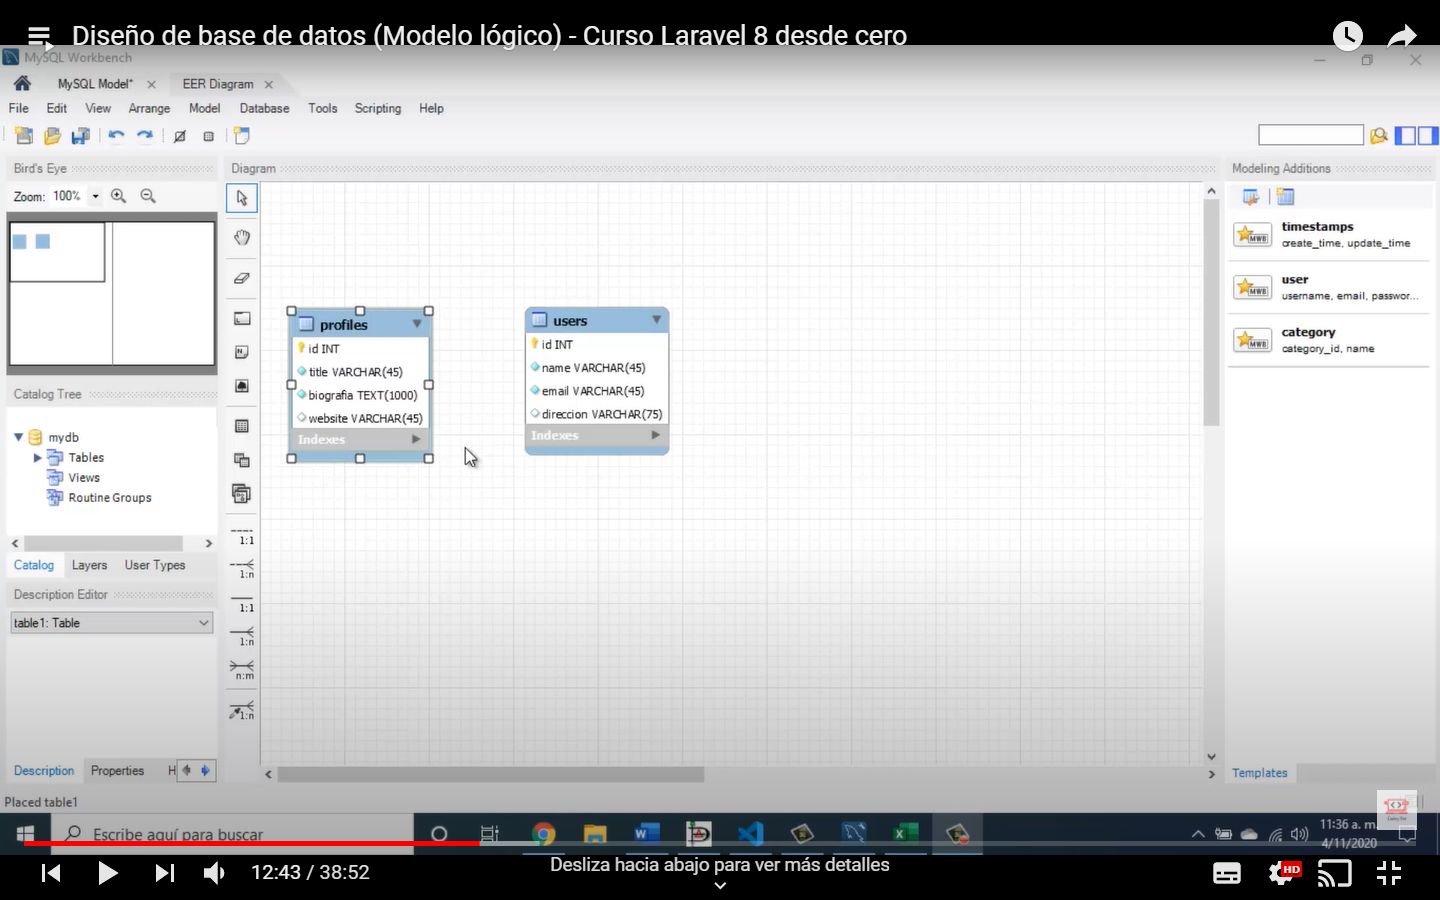 Diseño de base de datos (Modelo lógico) - Curso Laravel 8 desde cero
MySQL Workbench
MySQL Model*
EER Diagram
File Edit View Arrange Model Database Tools Scripting Help
Bird's Eye
Diagram
Modeling Additions
Zoom: 100%
timestamps
create_time, update_time
user
username, email, passwor...
category
category_id, name
profiles
id INT
title VARCHAR(45)
biografia TEXT(1000)
website VARCHAR(45)
Indexes
users
id INT
name VARCHAR(45)
email VARCHAR(45)
direccion VARCHAR(75)
Indexes
Catalog Tree
mydb
Tables
Views
Routine Groups
Catalog Layers User Types
Description Editor
table1: Table
1:1
1:n
1:1
1:n
n:m
1:n
Description Properties H
Templates
Placed table1
Escribe aquí para buscar
11:36 a. m.
4/11/2020
12:43 / 38:52
Desliza hacia abajo para ver más detalles
HD